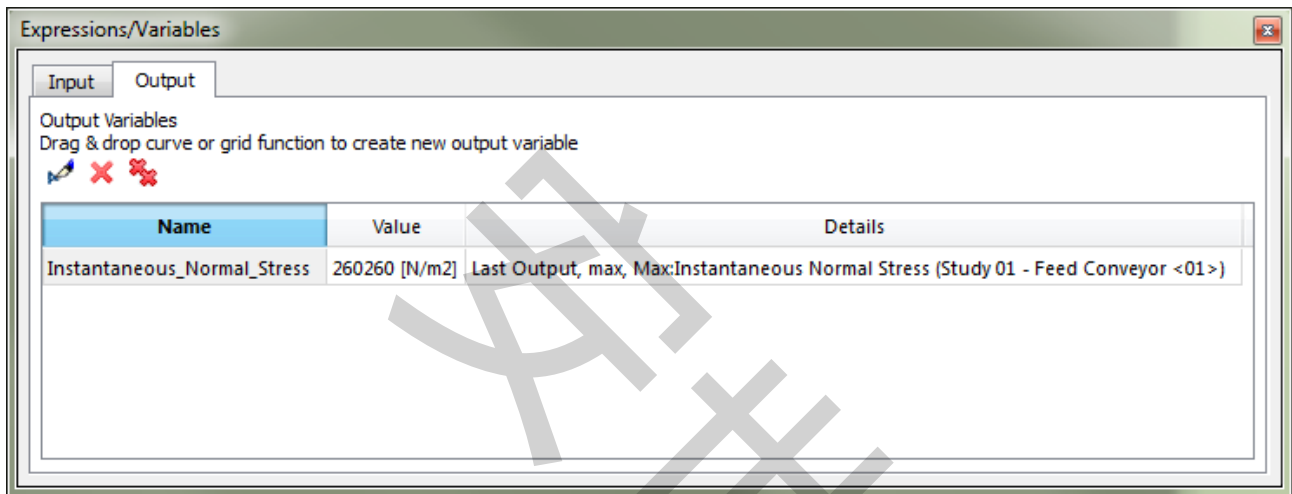 Expressions/Variables
Input Output
Output Variables
Drag & drop curve or grid function to create new output variable
Name Value Details
Instantaneous_Normal_Stress 260260 [N/m2] Last Output, max, Max:Instantaneous Normal Stress (Study 01 - Feed Conveyor <01>)